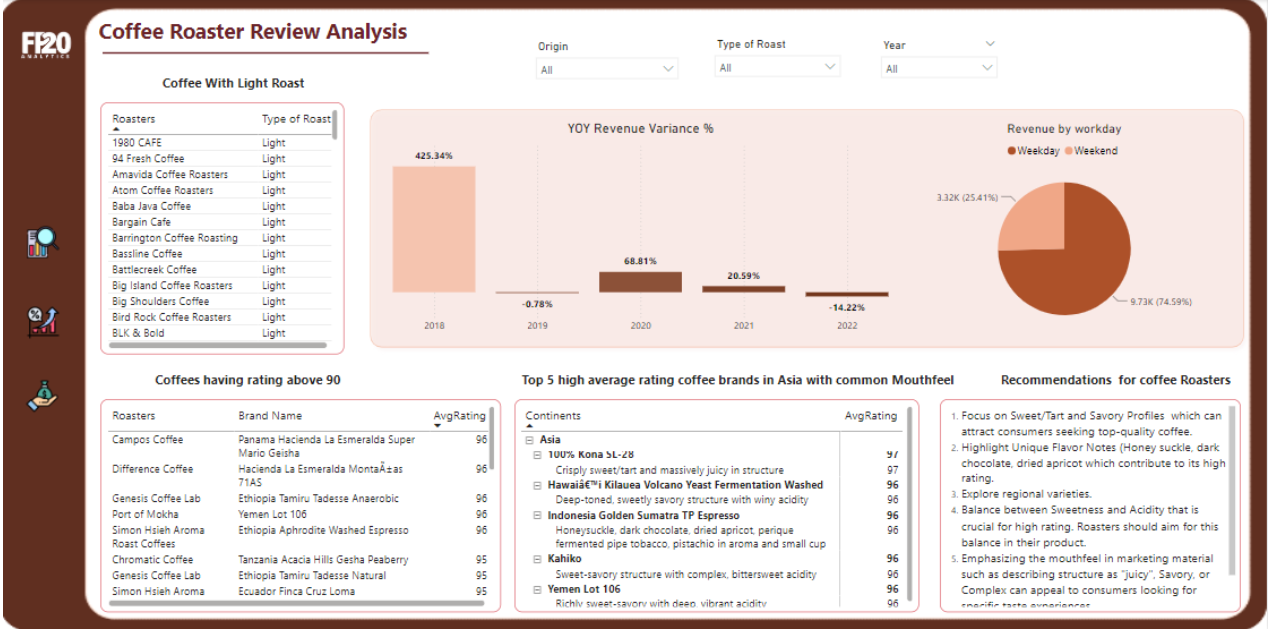 FP20
ANALYTICS
Coffee Roaster Review Analysis
Origin
All
Type of Roast
All
Year
All
Coffee With Light Roast
Roasters Type of Roast
1980 CAFE Light
94 Fresh Coffee Light
Amavida Coffee Roasters Light
Atom Coffee Roasters Light
Baba Java Coffee Light
Bargain Cafe Light
Barrington Coffee Roasting Light
Bassline Coffee Light
Battlecreek Coffee Light
Big Island Coffee Roasters Light
Big Shoulders Coffee Light
Bird Rock Coffee Roasters Light
BLK & Bold Light
YOY Revenue Variance %
425.34%
-0.78%
68.81%
20.59%
-14.22%
2018 2019 2020 2021 2022
Revenue by workday
Weekday Weekend
3.32K (25.41%)
9.73K (74.59%)
Coffees having rating above 90
Roasters Brand Name AvgRating
Campos Coffee Panama Hacienda La Esmeralda Super 96
Mario Geisha
Difference Coffee Hacienda La Esmeralda MontaÃ±as 96
71AS
Genesis Coffee Lab Ethiopia Tamiru Tadesse Anaerobic 96
Port of Mokha Yemen Lot 106 96
Simon Hsieh Aroma Ethiopia Aphrodite Washed Espresso 96
Roast Coffees
Chromatic Coffee Tanzania Acacia Hills Gesha Peaberry 95
Genesis Coffee Lab Ethiopia Tamiru Tadesse Natural 95
Simon Hsieh Aroma Ecuador Finca Cruz Loma 95
Top 5 high average rating coffee brands in Asia with common Mouthfeel
Continents AvgRating
Asia
100% Kona SL-28 97
Crisply sweet/tart and massively juicy in structure 97
Hawaiâ€™i Kilauea Volcano Yeast Fermentation Washed 96
Deep-toned, sweetly savory structure with winy acidity 96
Indonesia Golden Sumatra TP Espresso 96
Honeysuckle, dark chocolate, dried apricot, perique 96
fermented pipe tobacco, pistachio in aroma and small cup
Kahiko 96
Sweet-savory structure with complex, bittersweet acidity 96
Yemen Lot 106 96
Richly sweet-savory with deep, vibrant acidity 96
Recommendations for coffee Roasters
1. Focus on Sweet/Tart and Savory Profiles which can
attract consumers seeking top-quality coffee.
2. Highlight Unique Flavor Notes (Honey suckle, dark
chocolate, dried apricot which contribute to its high
rating.
3. Explore regional varieties.
4. Balance between Sweetness and Acidity that is
crucial for high rating. Roasters should aim for this
balance in their product.
5. Emphasizing the mouthfeel in marketing material
such as describing structure as "juicy", Savory, or
Complex can appeal to consumers looking for
specific taste experiences